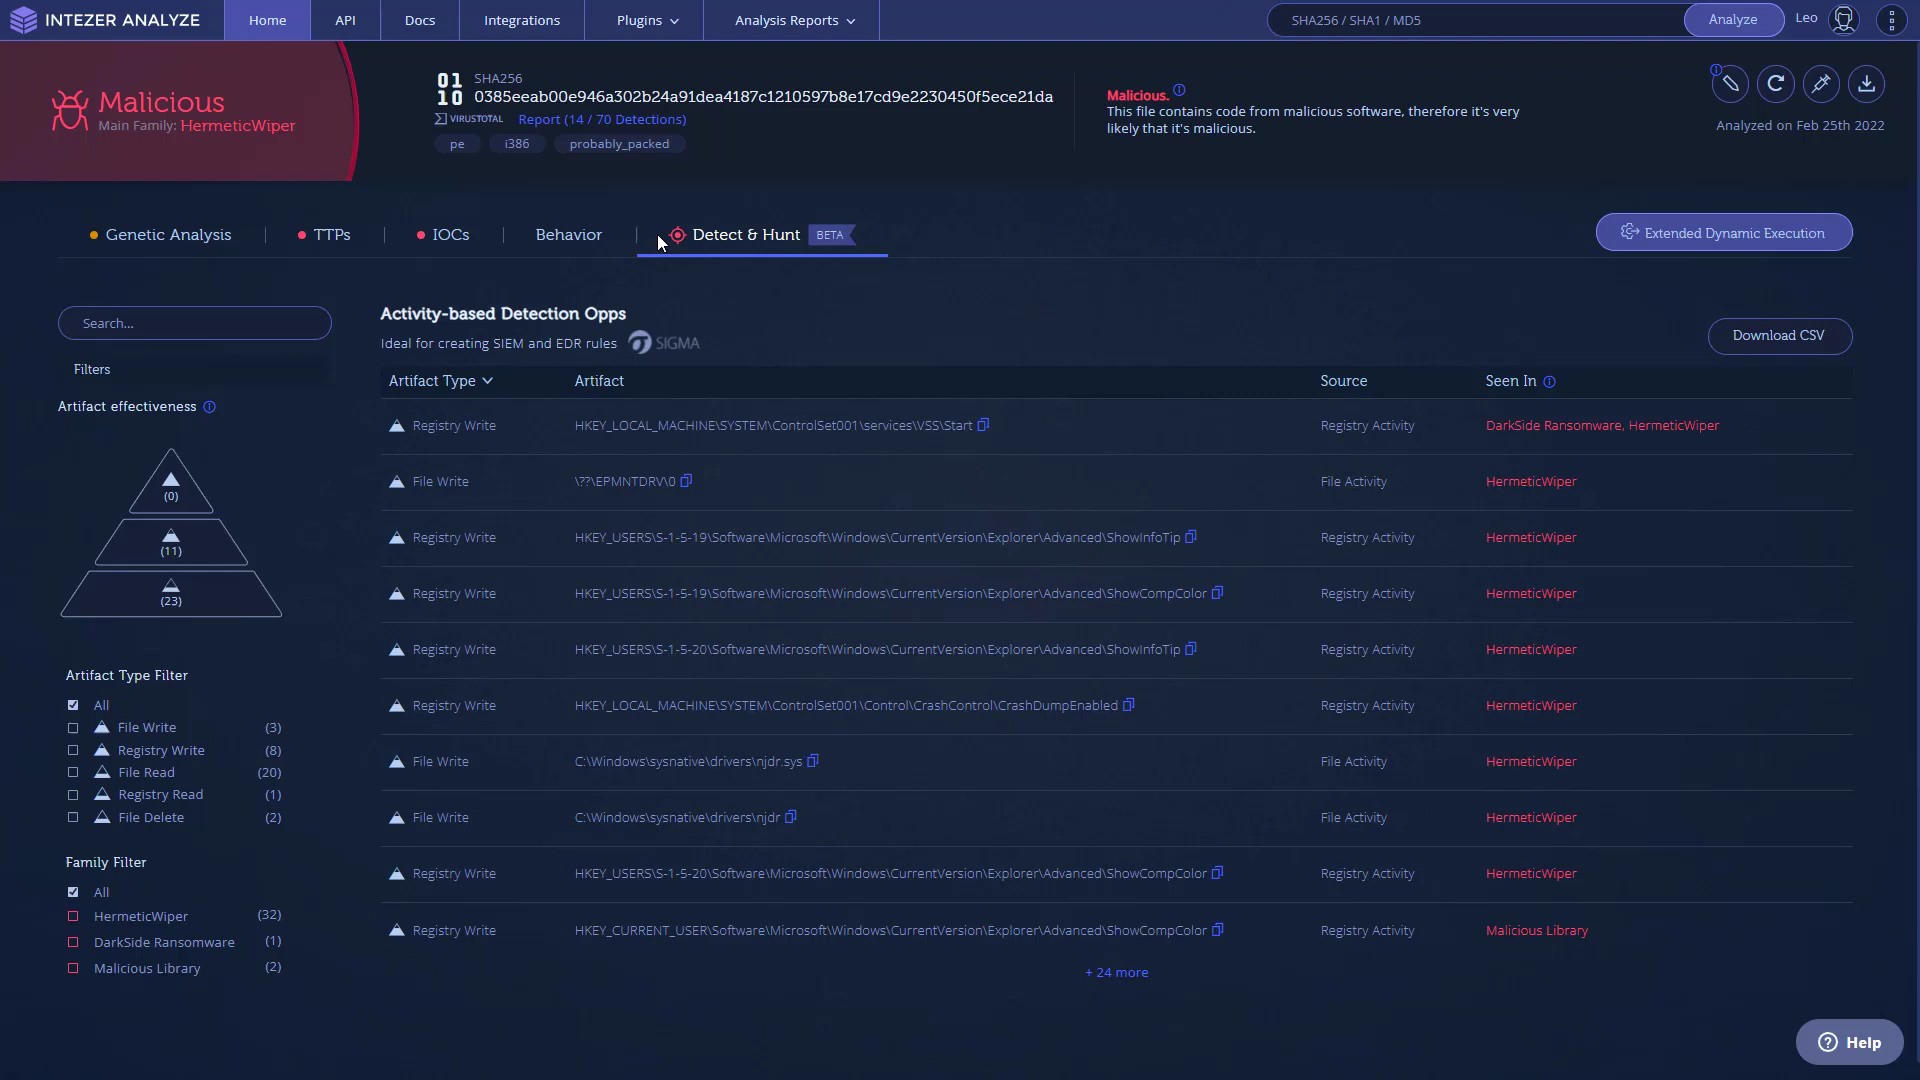 INTEZER ANALYZE
Home
API
Docs
Integrations
Plugins
Analysis Reports
SHA256 / SHA1 / MD5
Analyze
Leo
Malicious
Main Family: HermeticWiper
01
10
SHA256
0385eeab00e946a302b24a91dea4187c1210597b8e17cd9e2230450f5ece21da
VIRUSTOTAL Report (14 / 70 Detections)
pe
i386
probably_packed
Malicious.
This file contains code from malicious software, therefore it's very
likely that it's malicious.
Analyzed on Feb 25th 2022
Genetic Analysis
TTPs
IOCs
Behavior
Detect & Hunt BETA
Extended Dynamic Execution
Search...
Filters
Artifact effectiveness
(0)
(11)
(23)
Artifact Type Filter
All
File Write (3)
Registry Write (8)
File Read (20)
Registry Read (1)
File Delete (2)
Family Filter
All
HermeticWiper (32)
DarkSide Ransomware (1)
Malicious Library (2)
Activity-based Detection Opps
Ideal for creating SIEM and EDR rules SIGMA
Download CSV
Artifact Type Artifact Source Seen In
Registry Write HKEY_LOCAL_MACHINE\SYSTEM\ControlSet001\services\VSS\Start Registry Activity DarkSide Ransomware, HermeticWiper
File Write \??\EPMNTDRV\0 File Activity HermeticWiper
Registry Write HKEY_USERS\S-1-5-19\Software\Microsoft\Windows\CurrentVersion\Explorer\Advanced\ShowInfoTip Registry Activity HermeticWiper
Registry Write HKEY_USERS\S-1-5-19\Software\Microsoft\Windows\CurrentVersion\Explorer\Advanced\ShowCompColor Registry Activity HermeticWiper
Registry Write HKEY_USERS\S-1-5-20\Software\Microsoft\Windows\CurrentVersion\Explorer\Advanced\ShowInfoTip Registry Activity HermeticWiper
Registry Write HKEY_LOCAL_MACHINE\SYSTEM\ControlSet001\Control\CrashControl\CrashDumpEnabled Registry Activity HermeticWiper
File Write C:\Windows\sysnative\drivers\njdr.sys File Activity HermeticWiper
File Write C:\Windows\sysnative\drivers\njdr File Activity HermeticWiper
Registry Write HKEY_USERS\S-1-5-20\Software\Microsoft\Windows\CurrentVersion\Explorer\Advanced\ShowCompColor Registry Activity HermeticWiper
Registry Write HKEY_CURRENT_USER\Software\Microsoft\Windows\CurrentVersion\Explorer\Advanced\ShowCompColor Registry Activity Malicious Library
+ 24 more
Help